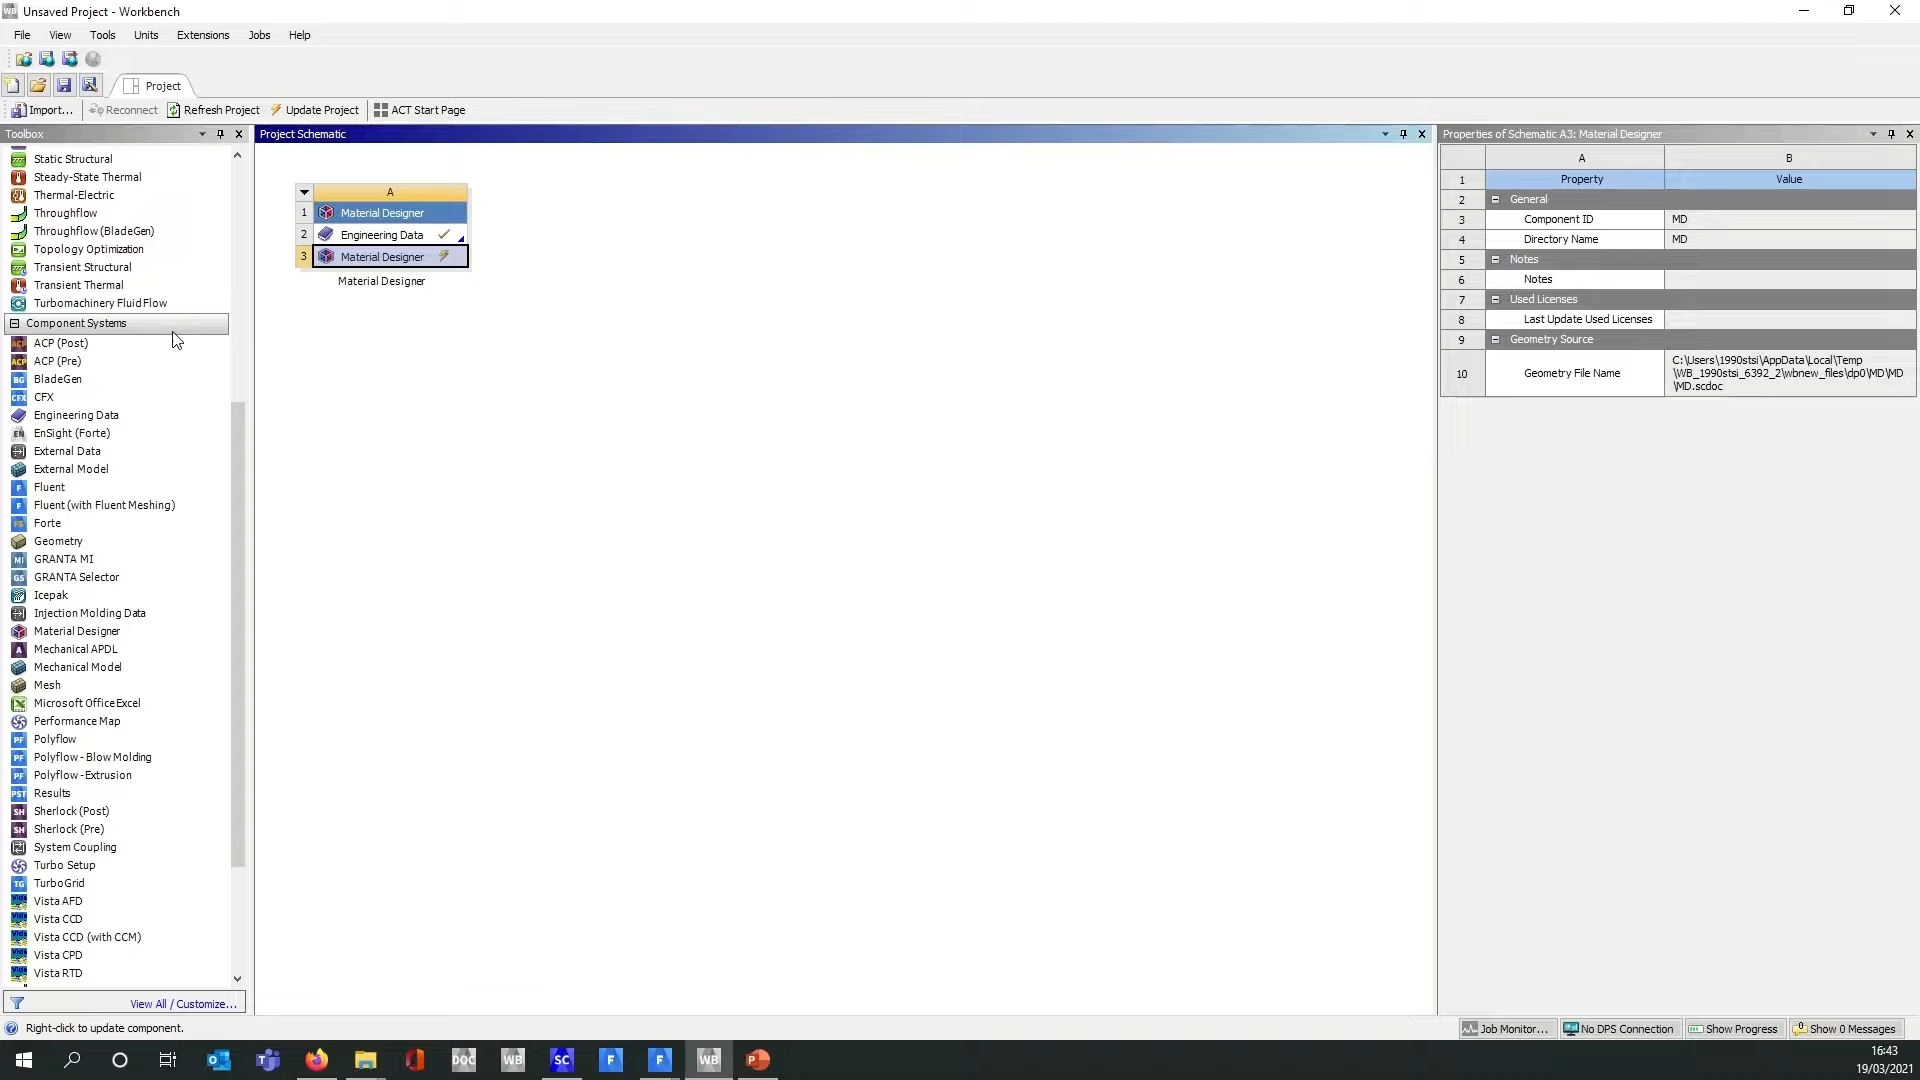 Unsaved Project - Workbench
File View Tools Units Extensions Jobs Help
Project
Import... Reconnect Refresh Project Update Project ACT Start Page
Toolbox
Static Structural
Steady-State Thermal
Thermal-Electric
Throughflow
Throughflow (BladeGen)
Topology Optimization
Transient Structural
Transient Thermal
Turbomachinery Fluid Flow
Component Systems
ACP (Post)
ACP (Pre)
BladeGen
CFX
Engineering Data
EnSight (Forte)
External Data
External Model
Fluent
Fluent (with Fluent Meshing)
Forte
Geometry
GRANTA MI
GRANTA Selector
Icepak
Injection Molding Data
Material Designer
Mechanical APDL
Mechanical Model
Mesh
Microsoft Office Excel
Performance Map
Polyflow
Polyflow - Blow Molding
Polyflow - Extrusion
Results
Sherlock (Post)
Sherlock (Pre)
System Coupling
Turbo Setup
TurboGrid
Vista AFD
Vista CCD
Vista CCD (with CCM)
Vista CPD
Vista RTD
View All / Customize...
Project Schematic
A
1 Material Designer
2 Engineering Data
3 Material Designer
Material Designer
Properties of Schematic A3: Material Designer
A B
1 Property Value
2 General
3 Component ID MD
4 Directory Name MD
5 Notes
6 Notes
7 Used Licenses
8 Last Update Used Licenses
9 Geometry Source
10 Geometry File Name C:\Users\1990stsi\AppData\Local\Temp
\WB_1990stsi_6392_2\wbnew_files\dp0\MD\MD
\MD.scdoc
Right-click to update component.
Job Monitor... No DPS Connection Show Progress Show 0 Messages
DOC WB SC F F WB P
16:43
19/03/2021